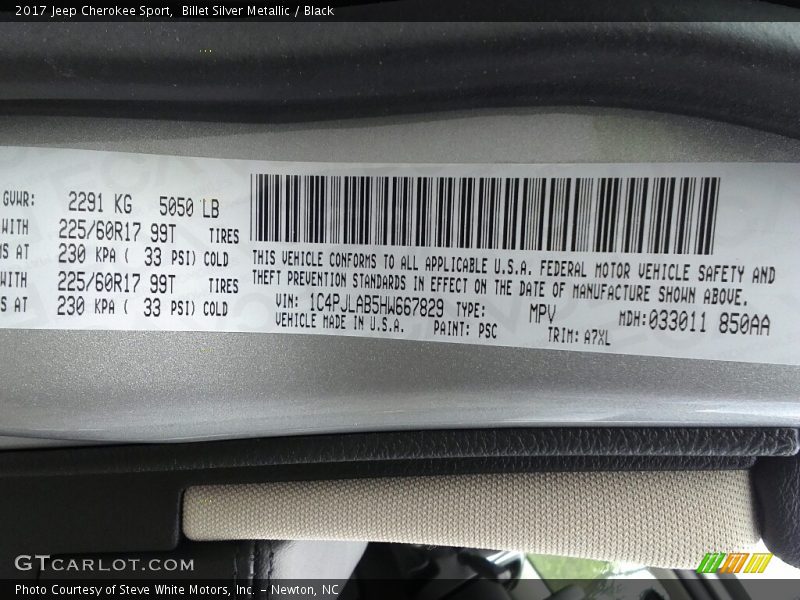 2017 Jeep Cherokee Sport, Billet Silver Metallic / Black
GVWR: 2291 KG 5050 LB
WITH 225/60R17 99T TIRES
AT 230 KPA ( 33 PSI) COLD
WITH 225/60R17 99T TIRES
AT 230 KPA ( 33 PSI) COLD
THIS VEHICLE CONFORMS TO ALL APPLICABLE U.S.A. FEDERAL MOTOR VEHICLE SAFETY AND
THEFT PREVENTION STANDARDS IN EFFECT ON THE DATE OF MANUFACTURE SHOWN ABOVE.
VIN: 1C4PJLAB5HW667829 TYPE: MPV MDH:033011 850AA
VEHICLE MADE IN U.S.A. PAINT: PSC TRIM: A7XL
GTCARLOT.COM
Photo Courtesy of Steve White Motors, Inc. – Newton, NC